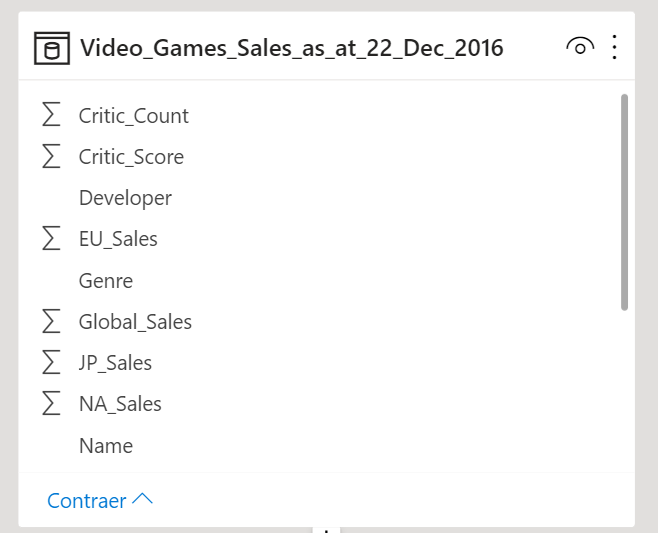 Video_Games_Sales_as_at_22_Dec_2016
Critic_Count
Critic_Score
Developer
EU_Sales
Genre
Global_Sales
JP_Sales
NA_Sales
Name
Contraer